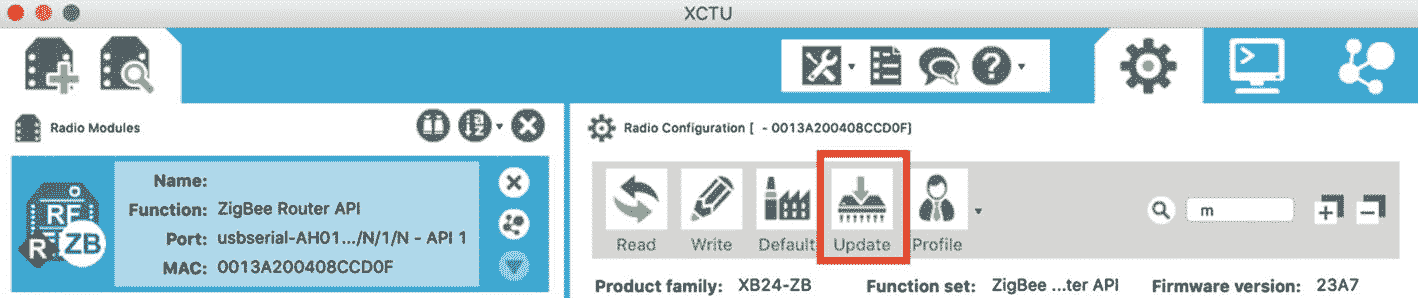 XCTU
Radio Modules
Radio Configuration [  - 0013A200408CCD0F]
Name:
Function: ZigBee Router API
Port: usbserial-AH01.../N/1/N - API 1
MAC: 0013A200408CCD0F
R RF ZB
Read Write Default Update Profile
m
Product family: XB24-ZB Function set: ZigBee ...ter API Firmware version: 23A7